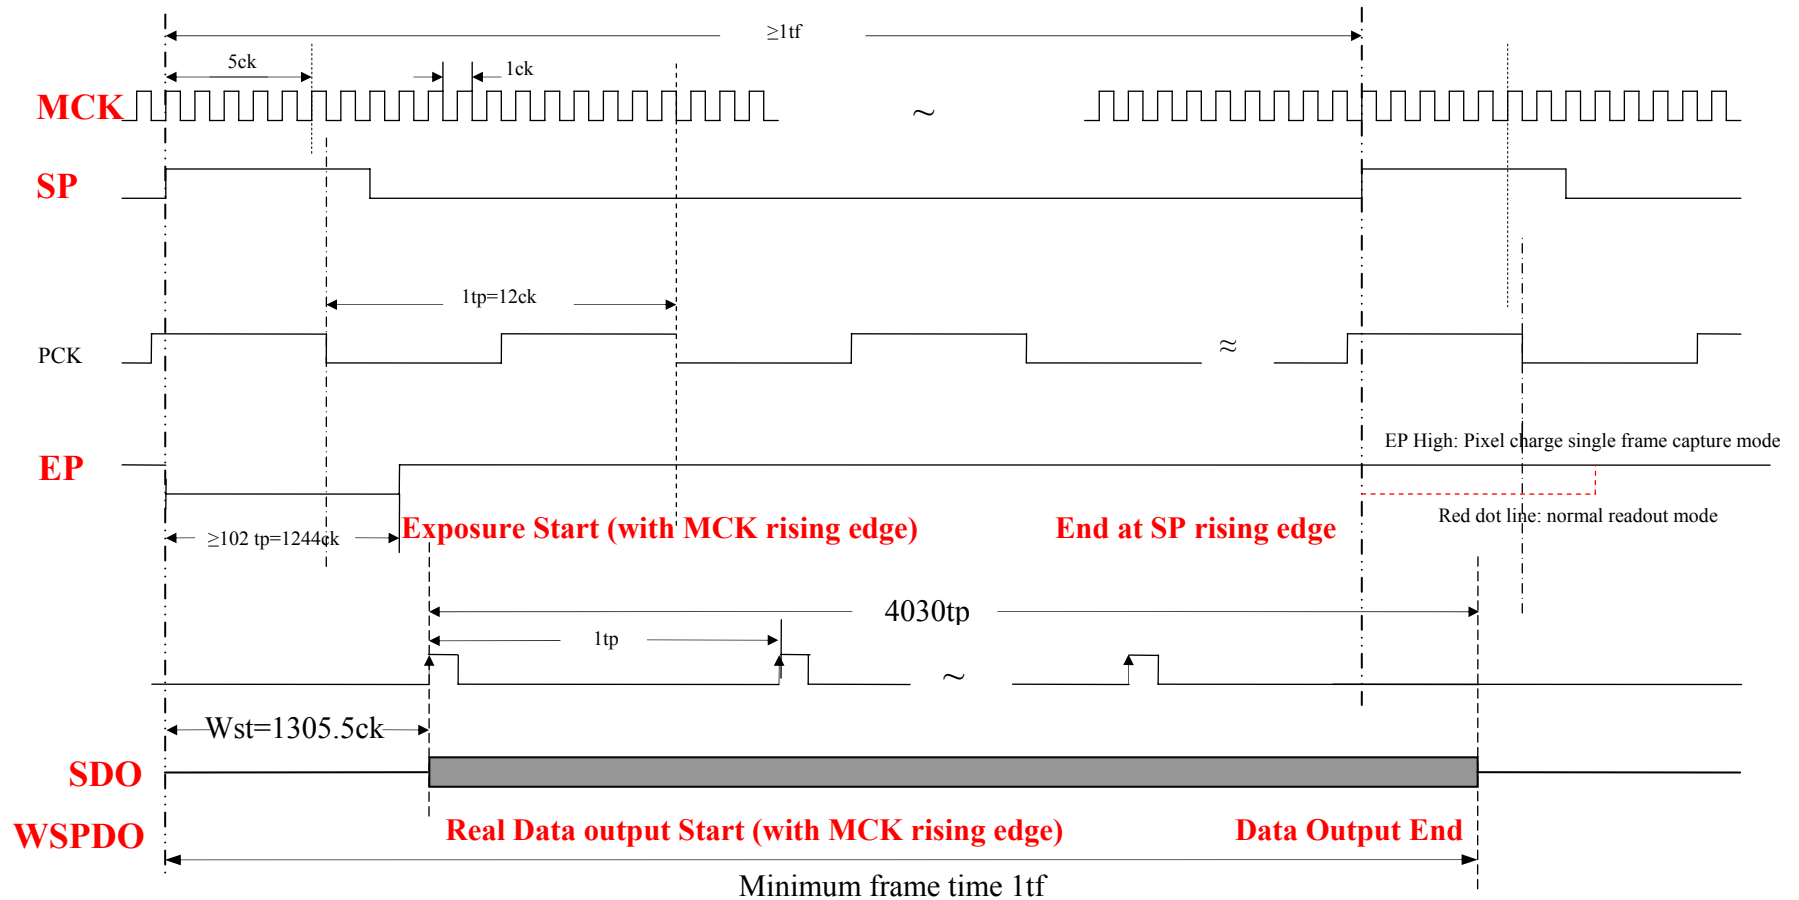 ≥1tf
5ck
1ck
MCK
~
SP
1tp=12ck
PCK
≈
EP High: Pixel charge single frame capture mode
EP
Red dot line: normal readout mode
Exposure Start (with MCK rising edge)
End at SP rising edge
≥102 tp=1244ck
4030tp
1tp
~
Wst=1305.5ck
SDO
WSPDO
Real Data output Start (with MCK rising edge)
Data Output End
Minimum frame time 1tf